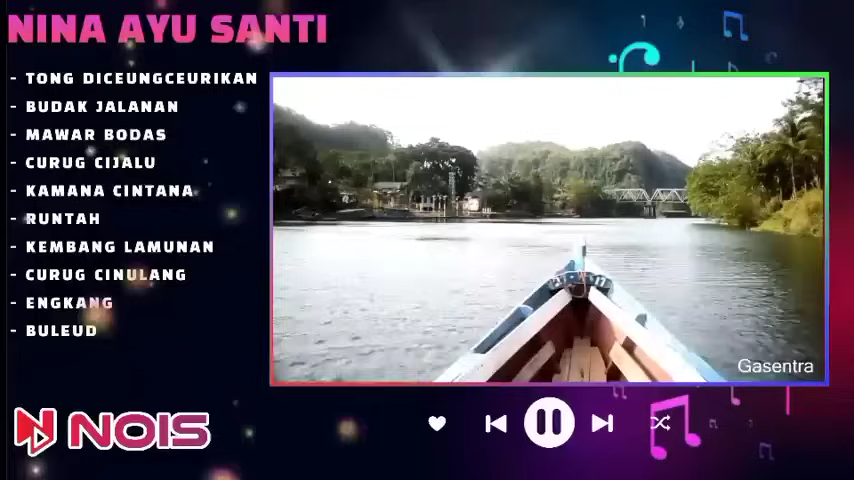 NINA AYU SANTI
- TONG DICEUNGCEURIKAN
- BUDAK JALANAN
- MAWAR BODAS
- CURUG CIJALU
- KAMANA CINTANA
- RUNTAH
- KEMBANG LAMUNAN
- CURUG CINULANG
- ENGKANG
- BULEUD
Gasentra
NOIS